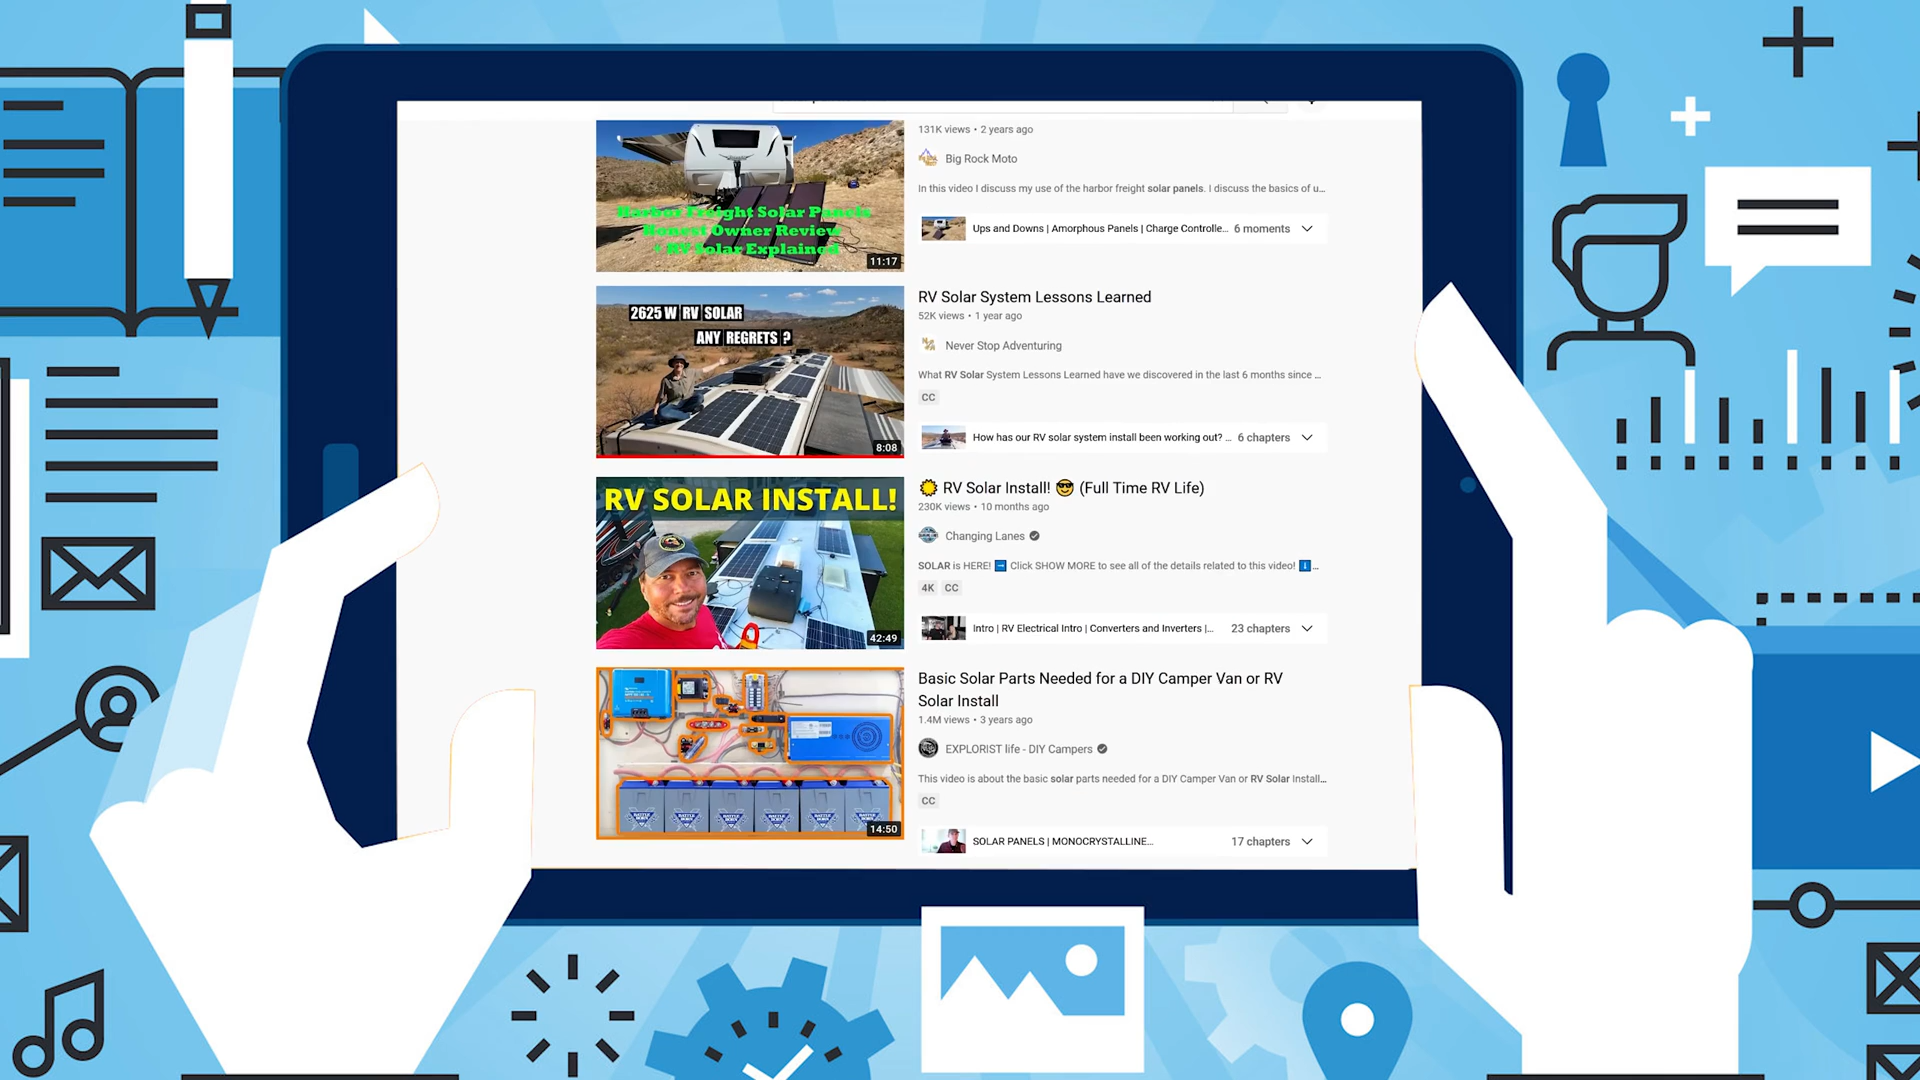 131K views • 2 years ago
Big Rock Moto
In this video I discuss my use of the harbor freight solar panels. I discuss the basics of u...
Harbor Freight Solar Panels
Honest Owner Review
+ RV Solar Explained
11:17
Ups and Downs | Amorphous Panels | Charge Controlle... 6 moments
2625 W RV SOLAR
ANY REGRETS ?
8:08
RV Solar System Lessons Learned
52K views • 1 year ago
Never Stop Adventuring
What RV Solar System Lessons Learned have we discovered in the last 6 months since ...
CC
How has our RV solar system install been working out? ... 6 chapters
RV SOLAR INSTALL!
42:49
🌞 RV Solar Install! 😎 (Full Time RV Life)
230K views • 10 months ago
Changing Lanes
SOLAR is HERE! ➡ Click SHOW MORE to see all of the details related to this video! ⬇ ...
4K CC
Intro | RV Electrical Intro | Converters and Inverters |... 23 chapters
14:50
Basic Solar Parts Needed for a DIY Camper Van or RV
Solar Install
1.4M views • 3 years ago
EXPLORIST life - DIY Campers
This video is about the basic solar parts needed for a DIY Camper Van or RV Solar Install...
CC
SOLAR PANELS | MONOCRYSTALLINE... 17 chapters